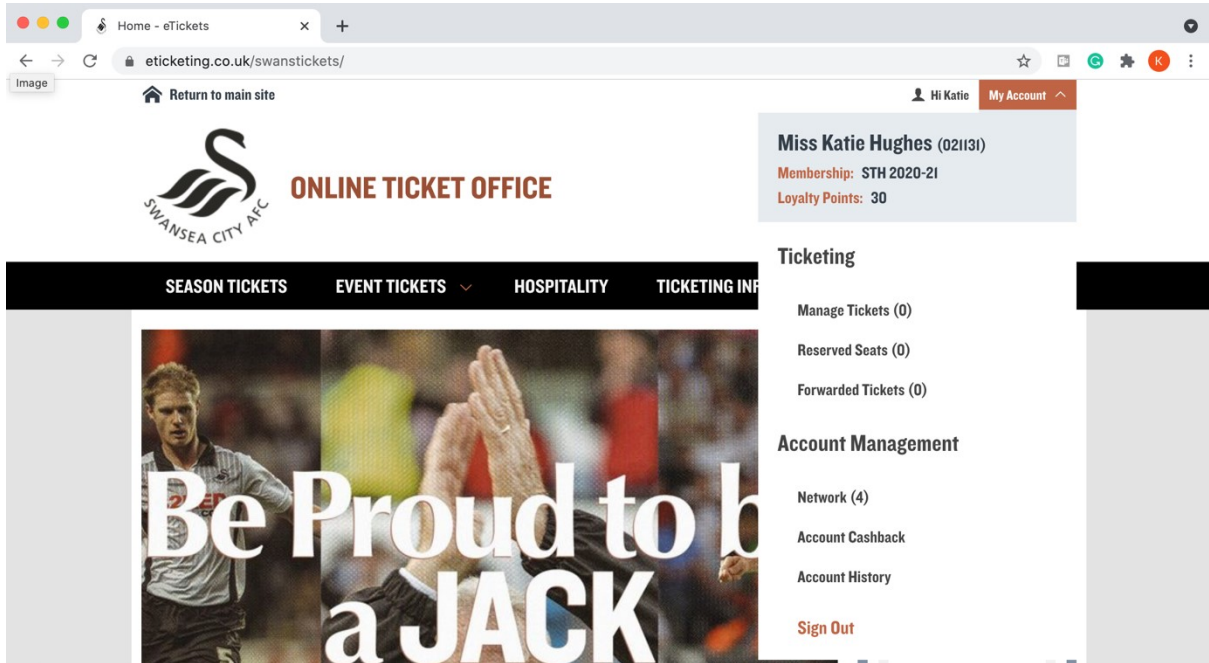 Home - eTickets
eticketing.co.uk/swanstickets/
K
Image
Return to main site
Hi Katie
My Account
Miss Katie Hughes (021131)
Membership: STH 2020-21
Loyalty Points: 30
SWANSEA CITY AFC
ONLINE TICKET OFFICE
SEASON TICKETS
EVENT TICKETS
HOSPITALITY
TICKETING INF
Ticketing
Manage Tickets (0)
Reserved Seats (0)
Forwarded Tickets (0)
Account Management
Network (4)
Account Cashback
Account History
Sign Out
Be Proud to b
a JACK